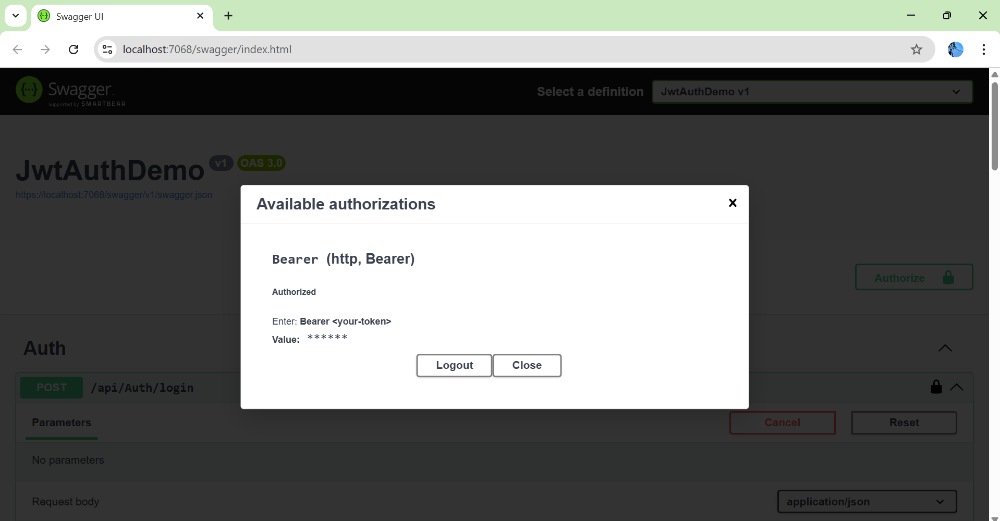 Swagger UI
localhost:7068/swagger/index.html
Swagger
Supported by SMARTBEAR
Select a definition
JwtAuthDemo v1
JwtAuthDemo v1 OAS 3.0
https://localhost:7068/swagger/v1/swagger.json
Available authorizations
Bearer (http, Bearer)
Authorized
Enter: Bearer <your-token>
Value: ******
Logout
Close
Authorize
Auth
POST /api/Auth/login
Parameters
Cancel
Reset
No parameters
Request body
application/json